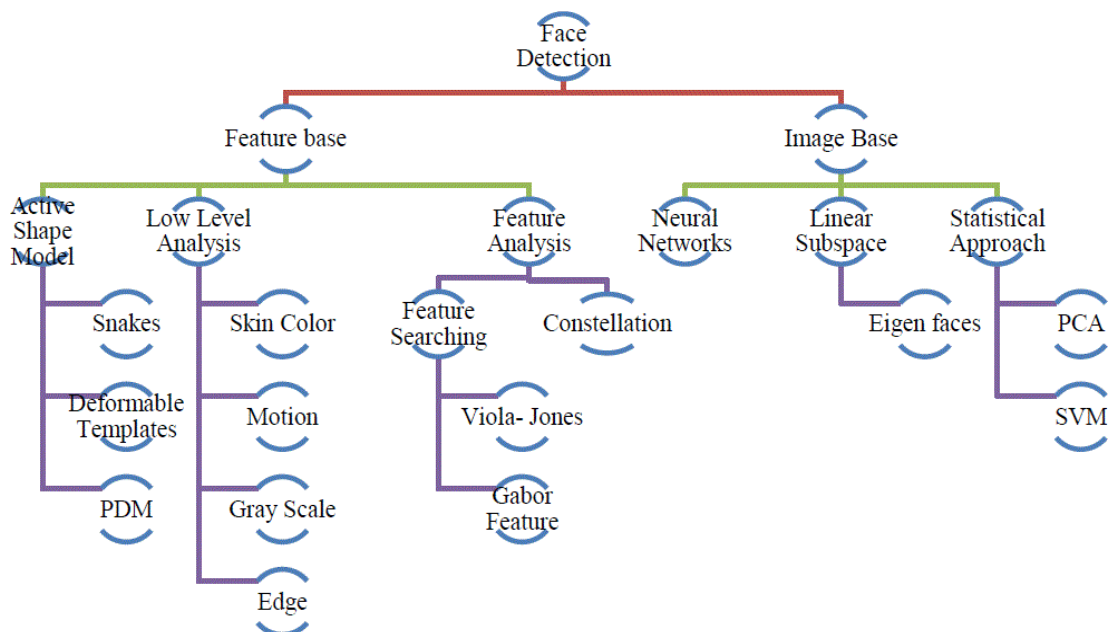 Face
Detection
Feature base
Image Base
Active
Shape
Model
Low Level
Analysis
Feature
Analysis
Neural
Networks
Linear
Subspace
Statistical
Approach
Snakes
Skin Color
Feature
Searching
Constellation
Eigen faces
PCA
Deformable
Templates
Motion
Viola- Jones
SVM
PDM
Gray Scale
Gabor
Feature
Edge